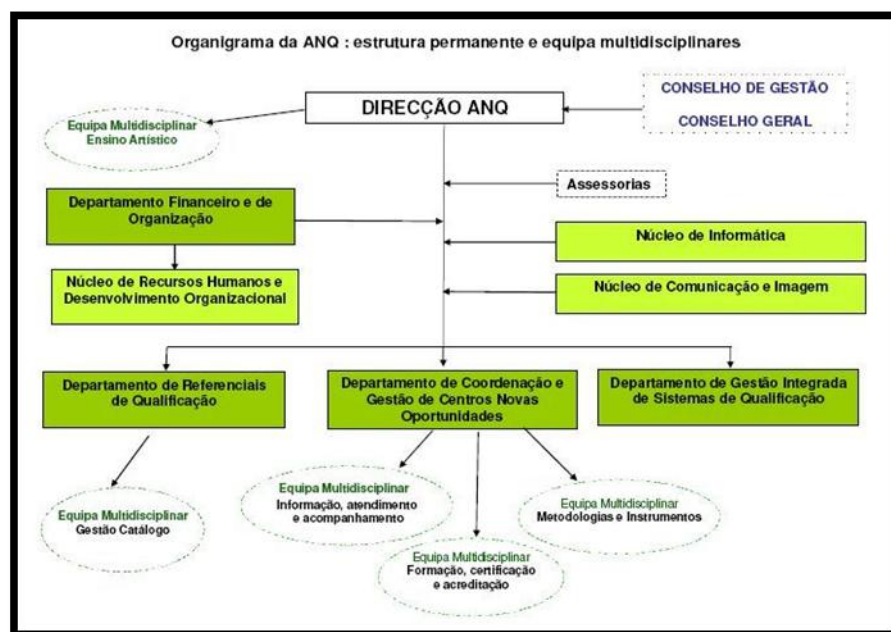 Organigrama da ANQ : estrutura permanente e equipa multidisciplinares
DIRECÇÃO ANQ
CONSELHO DE GESTÃO
CONSELHO GERAL
Equipa Multidisciplinar
Ensino Artístico
Assessorias
Departamento Financeiro e de
Organização
Núcleo de Informática
Núcleo de Recursos Humanos e
Desenvolvimento Organizacional
Núcleo de Comunicação e Imagem
Departamento de Referenciais
de Qualificação
Departamento de Coordenação e
Gestão de Centros Novas
Oportunidades
Departamento de Gestão Integrada
de Sistemas de Qualificação
Equipa Multidisciplinar
Gestão Catálogo
Equipa Multidisciplinar
Informação, atendimento
e acompanhamento
Equipa Multidisciplinar
Formação, certificação
e acreditação
Equipa Multidisciplinar
Metodologias e Instrumentos